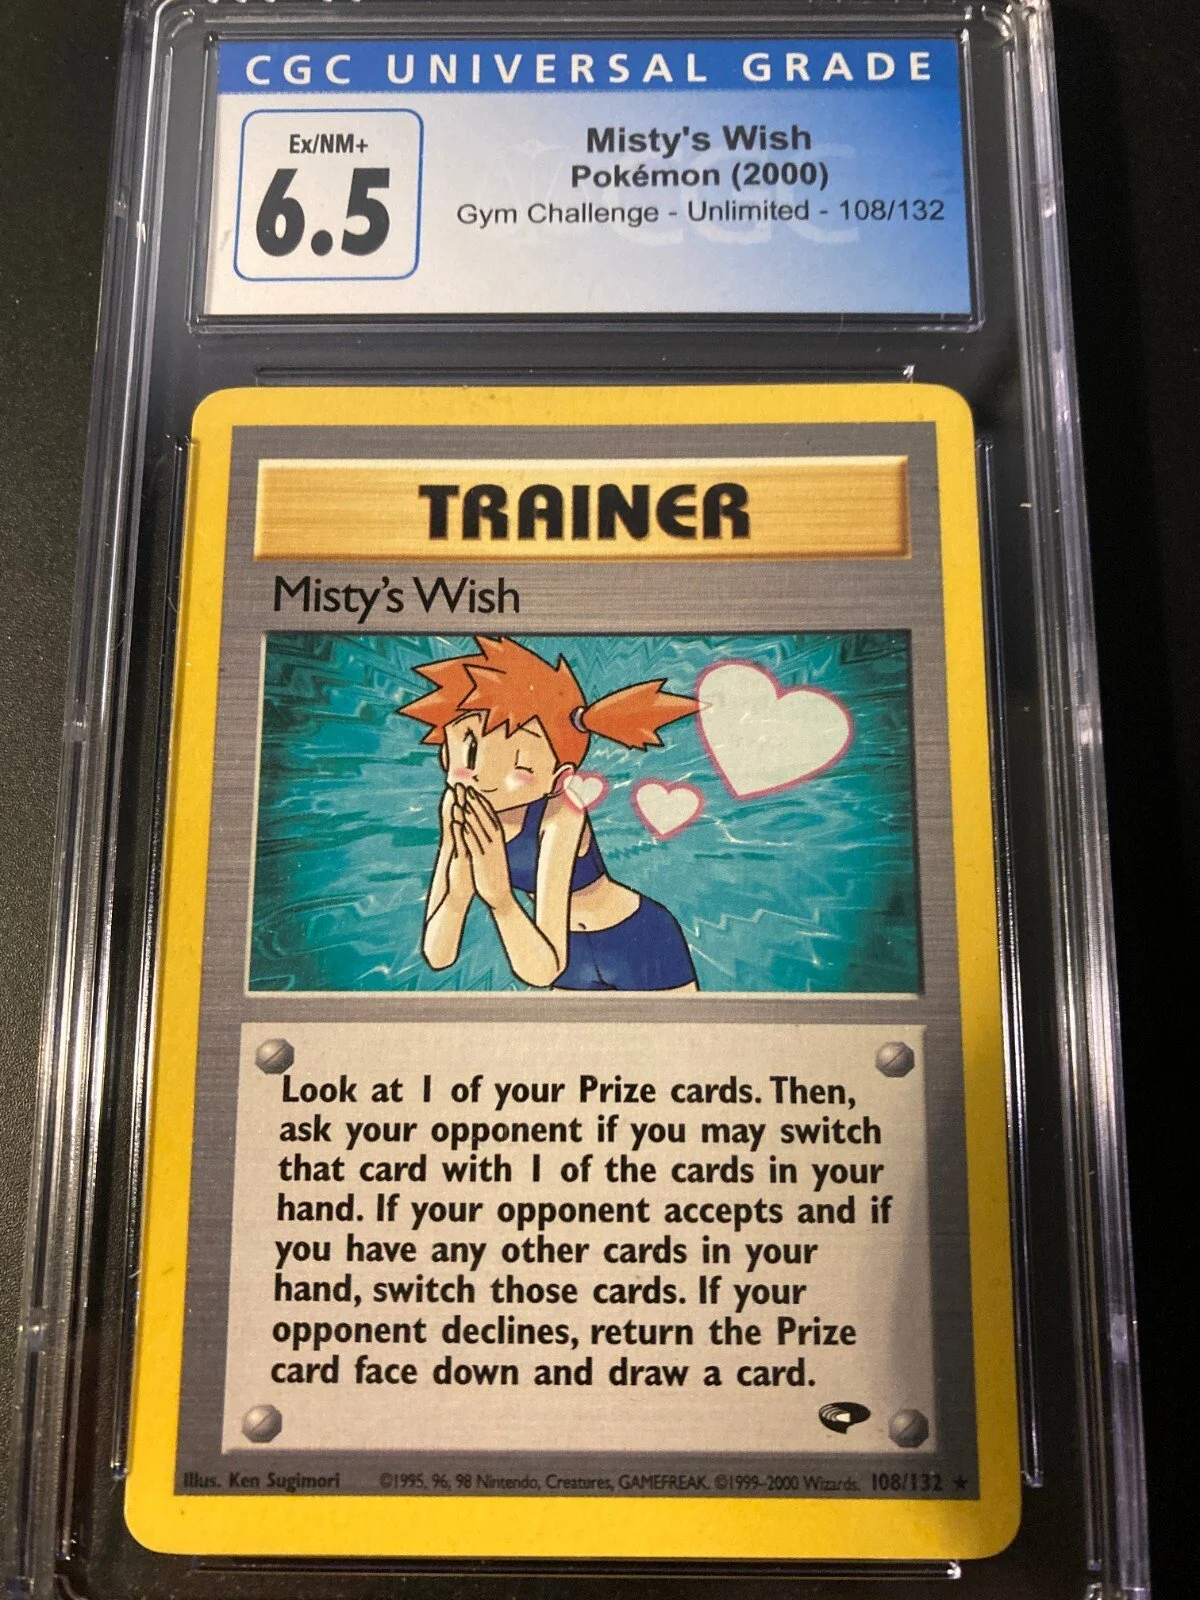 CGC UNIVERSAL GRADE
Ex/NM+
6.5
Misty's Wish
Pokémon (2000)
Gym Challenge - Unlimited - 108/132
CGC
TRAINER
Misty's Wish
Look at 1 of your Prize cards. Then,
ask your opponent if you may switch
that card with 1 of the cards in your
hand. If your opponent accepts and if
you have any other cards in your
hand, switch those cards. If your
opponent declines, return the Prize
card face down and draw a card.
Illus. Ken Sugimori ©1995, 96, 98 Nintendo, Creatures, GAMEFREAK. ©1999-2000 Wizards. 108/132 ★